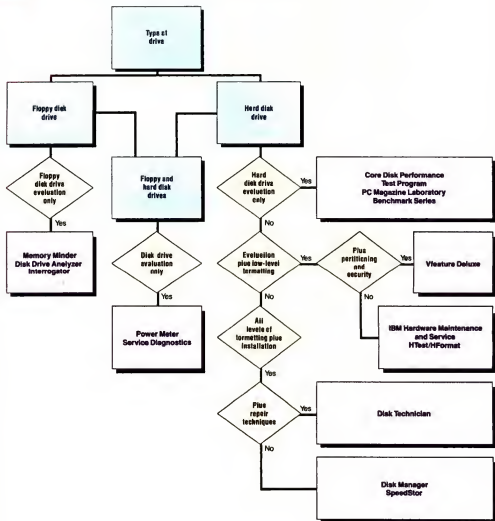 Type of
drive
Floppy disk
drive
Hard disk
drive
Floppy
disk drive
evaluation
only
Floppy and
hard disk
drives
Hard
disk drive
evaluation
only
Yes
Core Disk Performance
Test Program
PC Magazine Laboratory
Benchmark Series
Yes
No
Memory Minder
Disk Drive Analyzer
Interrogator
Disk drive
evaluation
only
Evaluation
plus low-level
formatting
Yes
Plus
partitioning
and
security
Yes
Vfeature Deluxe
Yes
No
No
Power Meter
Service Diagnostics
All
levels of
formatting plus
installation
IBM Hardware Maintenance
and Service
HTest/HFormat
Yes
Plus
repair
techniques
Yes
Disk Technician
No
Disk Manager
SpeedStor